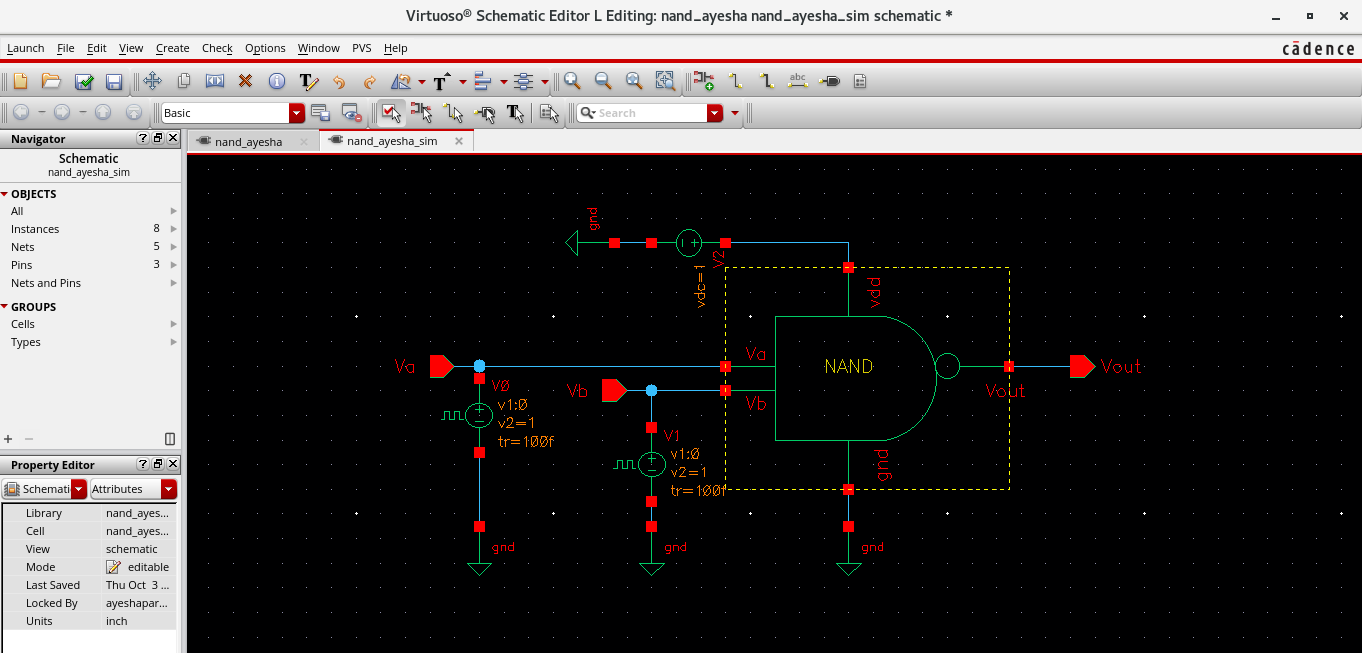 Virtuoso® Schematic Editor L Editing: nand_ayesha nand_ayesha_sim schematic *
Launch File Edit View Create Check Options Window PVS Help
cādence
abc
Basic
Search
Navigator
nand_ayesha
nand_ayesha_sim
Schematic
nand_ayesha_sim
OBJECTS
All
Instances 8
Nets 5
Pins 3
Nets and Pins
GROUPS
Cells
Types
Property Editor
Schemati
Attributes
Library nand_ayes...
Cell nand_ayes...
View schematic
Mode editable
Last Saved Thu Oct 3 ...
Locked By ayeshapar...
Units inch
gnd
V2
vdc=1
vdd
Va
Va
NAND
Vout
Vout
V0
v1:0
v2=1
tr=100f
Vb
Vb
V1
v1:0
v2=1
tr=100f
gnd
gnd
gnd
gnd